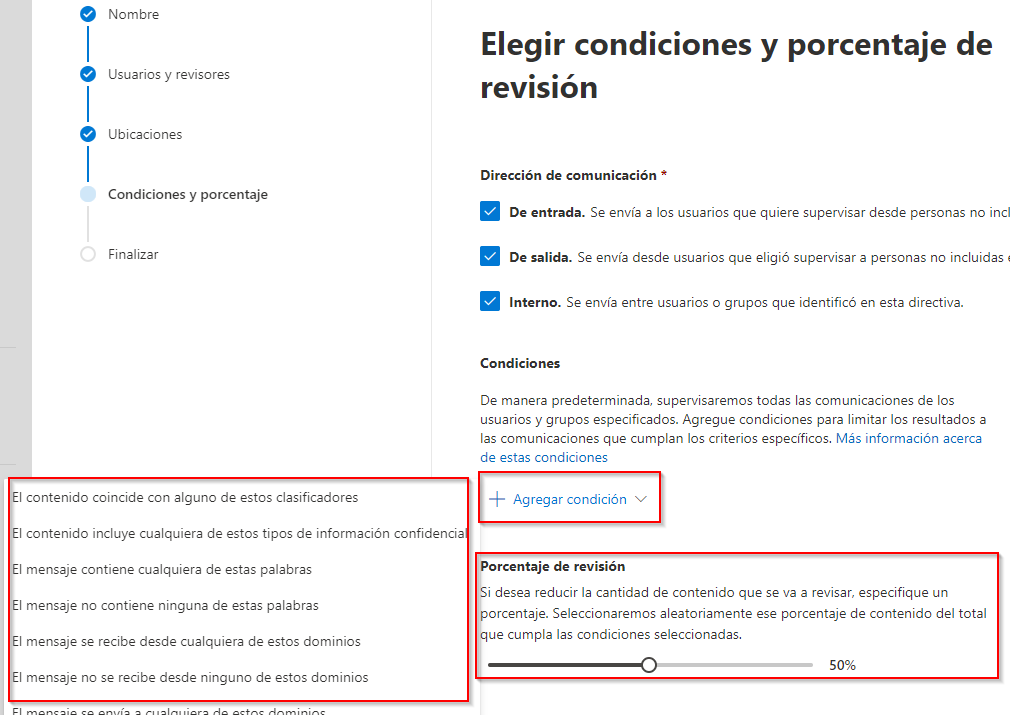 Nombre
Usuarios y revisores
Ubicaciones
Condiciones y porcentaje
Finalizar
Elegir condiciones y porcentaje de
revisión
Dirección de comunicación *
De entrada. Se envía a los usuarios que quiere supervisar desde personas no incl
De salida. Se envía desde usuarios que eligió supervisar a personas no incluidas e
Interno. Se envía entre usuarios o grupos que identificó en esta directiva.
Condiciones
De manera predeterminada, supervisaremos todas las comunicaciones de los
usuarios y grupos especificados. Agregue condiciones para limitar los resultados a
las comunicaciones que cumplan los criterios específicos. Más información acerca
de estas condiciones
Agregar condición
El contenido coincide con alguno de estos clasificadores
El contenido incluye cualquiera de estos tipos de información confidencial
El mensaje contiene cualquiera de estas palabras
El mensaje no contiene ninguna de estas palabras
El mensaje se recibe desde cualquiera de estos dominios
El mensaje no se recibe desde ninguno de estos dominios
El mensaje se envía a cualquiera de estos dominios
Porcentaje de revisión
Si desea reducir la cantidad de contenido que se va a revisar, especifique un
porcentaje. Seleccionaremos aleatoriamente ese porcentaje de contenido del total
que cumpla las condiciones seleccionadas.
50%